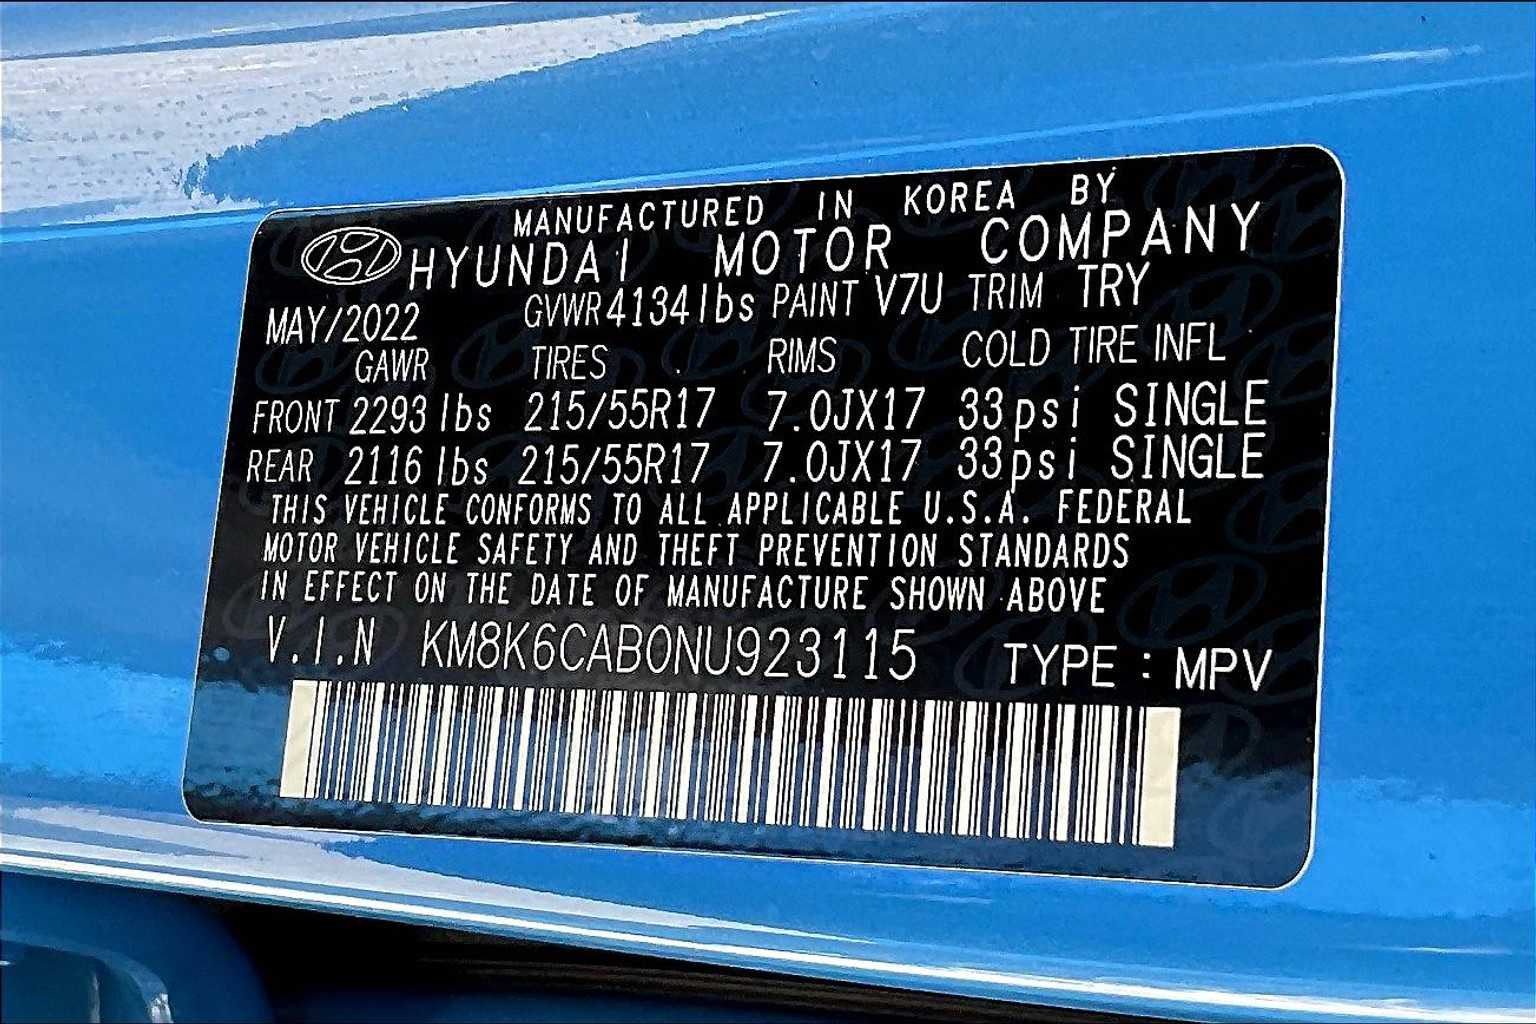 MANUFACTURED IN KOREA BY
HYUNDAI MOTOR COMPANY
MAY/2022 GVWR 4134 lbs PAINT V7U TRIM TRY
GAWR TIRES RIMS COLD TIRE INFL
FRONT 2293 lbs 215/55R17 7.0JX17 33psi SINGLE
REAR 2116 lbs 215/55R17 7.0JX17 33psi SINGLE
THIS VEHICLE CONFORMS TO ALL APPLICABLE U.S.A. FEDERAL
MOTOR VEHICLE SAFETY AND THEFT PREVENTION STANDARDS
IN EFFECT ON THE DATE OF MANUFACTURE SHOWN ABOVE
V.I.N KM8K6CAB0NU923115 TYPE : MPV